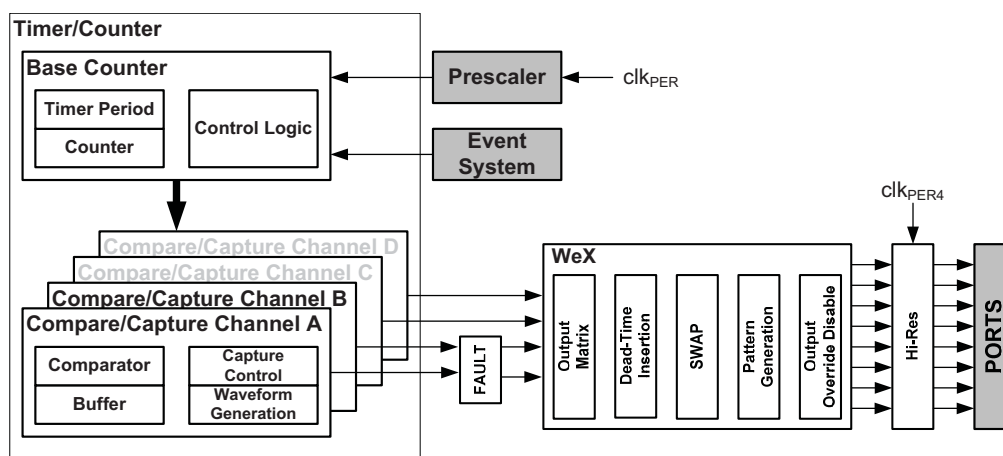 Timer/Counter
Base Counter
Timer Period
Counter
Control Logic
Prescaler
clkPER
Event
System
Compare/Capture Channel D
Compare/Capture Channel C
Compare/Capture Channel B
Compare/Capture Channel A
Comparator
Buffer
Capture
Control
Waveform
Generation
FAULT
WeX
Output
Matrix
Dead-Time
Insertion
SWAP
Pattern
Generation
Output
Override Disable
clkPER4
Hi-Res
PORTS